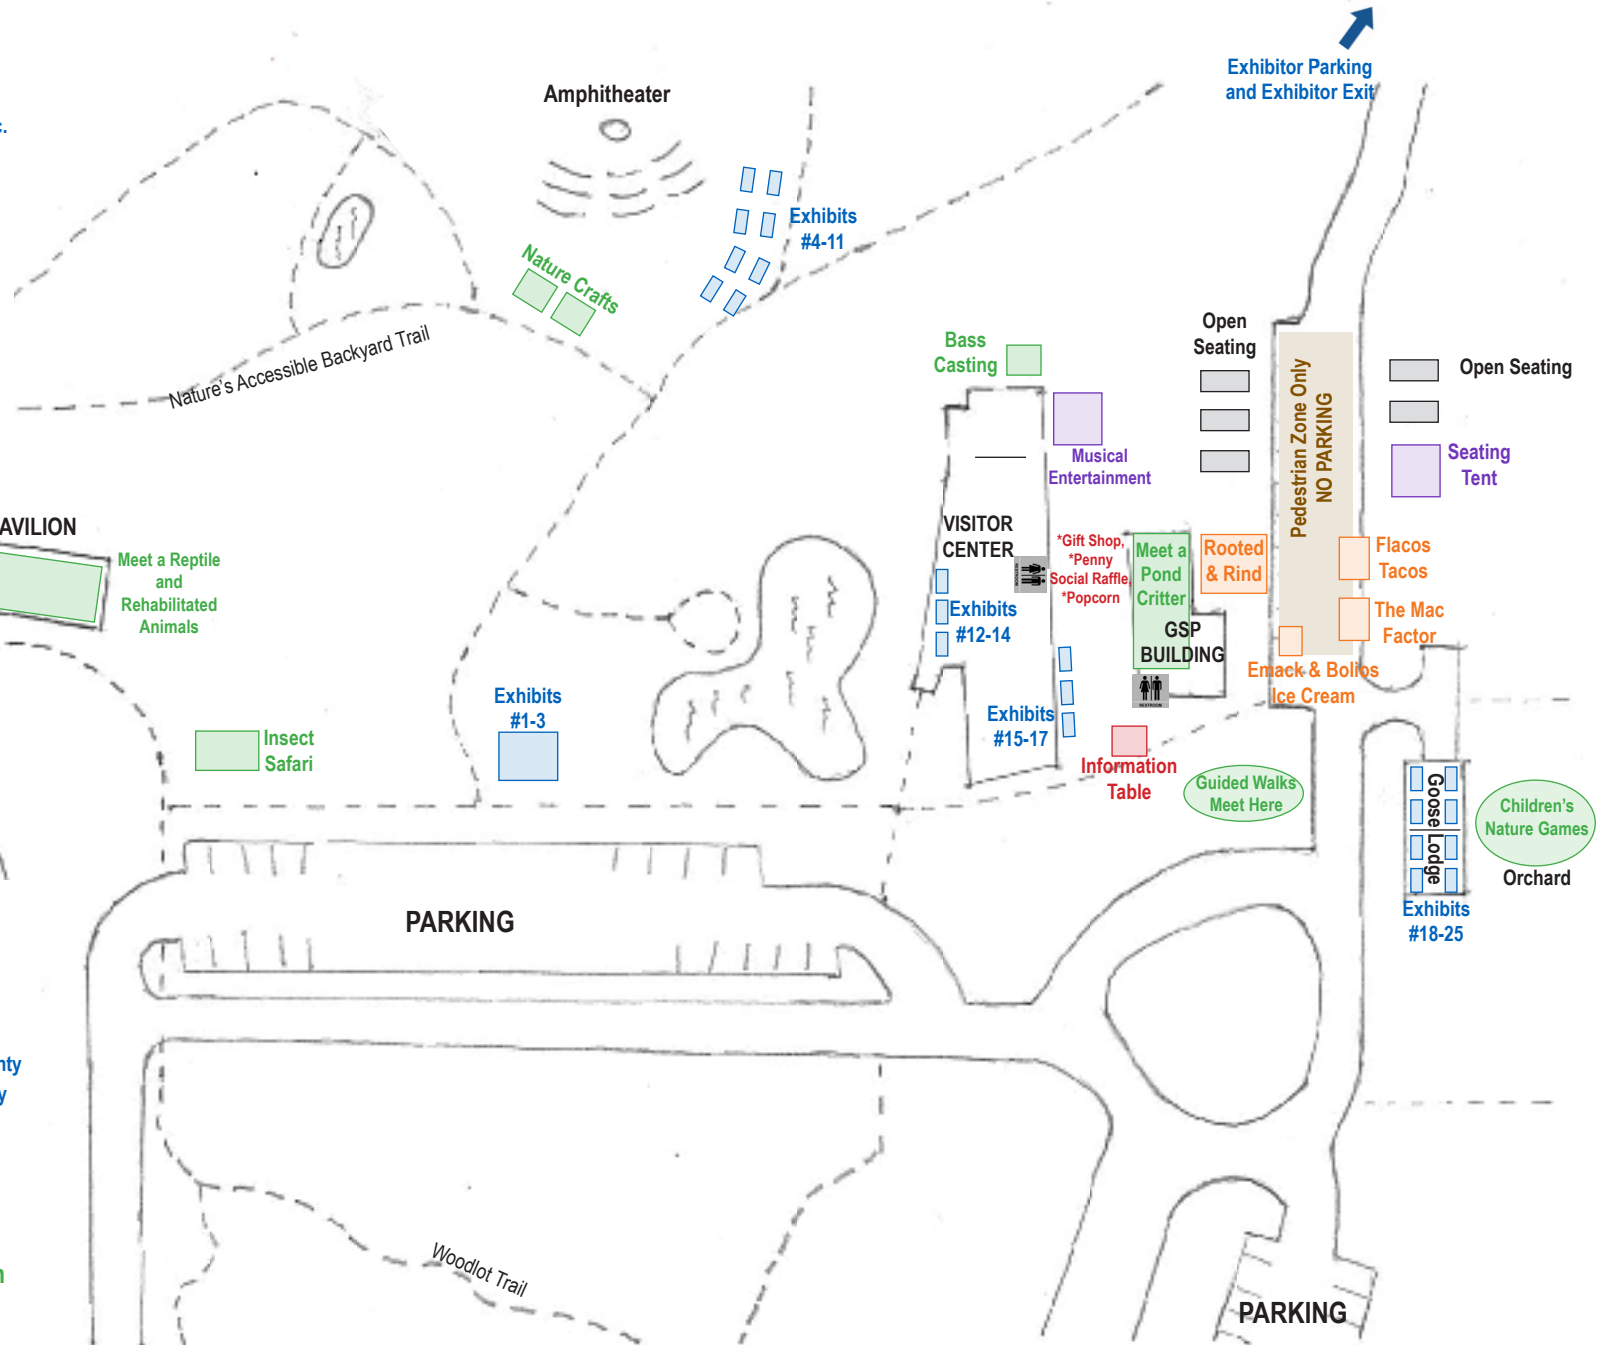 Exhibitor Parking
and Exhibitor Exit
Amphitheater
c.
Exhibits
#4-11
Nature Crafts
Nature's Accessible Backyard Trail
Bass
Casting
Open
Seating
Open Seating
Pedestrian Zone Only
NO PARKING
Musical
Entertainment
Seating
Tent
AVILION
Meet a Reptile
and
Rehabilitated
Animals
VISITOR
CENTER
RESTROOM
*Gift Shop,
*Penny
Social Raffle,
*Popcorn
Meet a
Pond
Critter
Rooted
& Rind
Flacos
Tacos
The Mac
Factor
Exhibits
#12-14
GSP
BUILDING
RESTROOM
Emack & Bolios
Ice Cream
Exhibits
#1-3
Exhibits
#15-17
Insect
Safari
Information
Table
Guided Walks
Meet Here
Goose Lodge
Children's
Nature Games
Orchard
Exhibits
#18-25
PARKING
nty
y
Woodlot Trail
n
PARKING